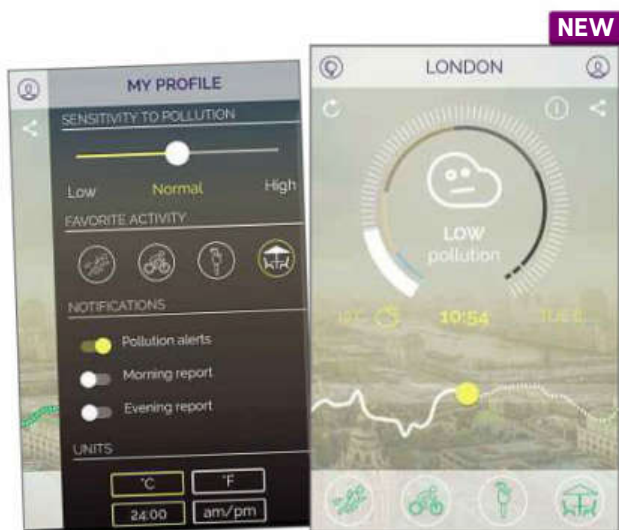 NEW
MY PROFILE
SENSITIVITY TO POLLUTION
Low Normal High
FAVORITE ACTIVITY
NOTIFICATIONS
Pollution alerts
Morning report
Evening report
UNITS
°C °F
24:00 am/pm
LONDON
LOW
pollution
10:54